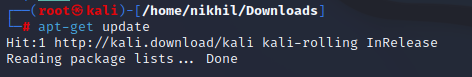 ┌──(root㉿kali)-[/home/nikhil/Downloads]
└─# apt-get update
Hit:1 http://kali.download/kali kali-rolling InRelease
Reading package lists... Done